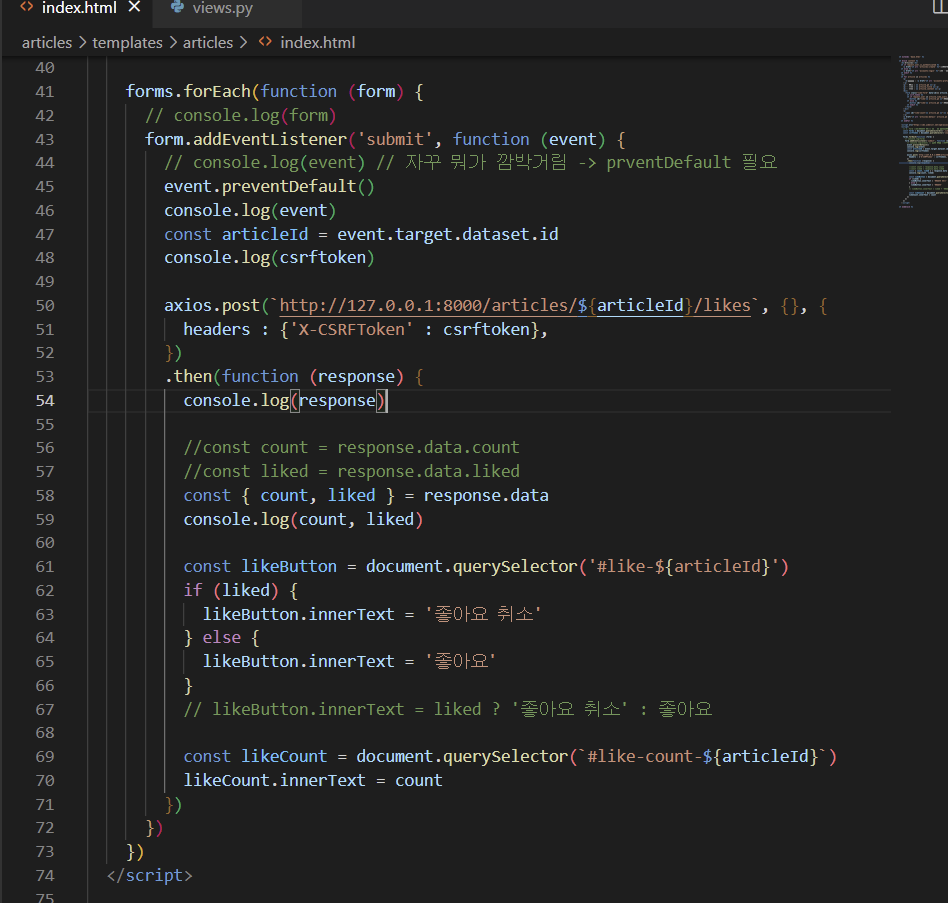 index.html ✕ views.py
articles > templates > articles > index.html
40
41 forms.forEach(function (form) {
42 // console.log(form)
43 form.addEventListener('submit', function (event) {
44 // console.log(event) // 자꾸 뭐가 깜박거림 -> prventDefault 필요
45 event.preventDefault()
46 console.log(event)
47 const articleId = event.target.dataset.id
48 console.log(csrftoken)
49
50 axios.post(`http://127.0.0.1:8000/articles/${articleId}/likes`, {}, {
51 headers : {'X-CSRFToken' : csrftoken},
52 })
53 .then(function (response) {
54 console.log(response)
55
56 //const count = response.data.count
57 //const liked = response.data.liked
58 const { count, liked } = response.data
59 console.log(count, liked)
60
61 const likeButton = document.querySelector('#like-${articleId}')
62 if (liked) {
63 likeButton.innerText = '좋아요 취소'
64 } else {
65 likeButton.innerText = '좋아요'
66 }
67 // likeButton.innerText = liked ? '좋아요 취소' : 좋아요
68
69 const likeCount = document.querySelector(`#like-count-${articleId}`)
70 likeCount.innerText = count
71 })
72 })
73 })
74 </script>
75